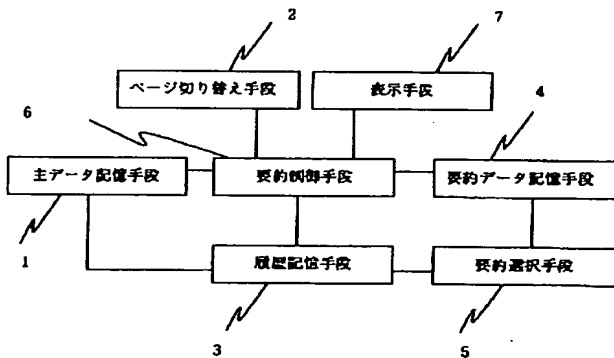 2
7
ページ切り替え手段
表示手段
6
4
主データ記憶手段
要約制御手段
要約データ記憶手段
1
履歴記憶手段
要約選択手段
3
5